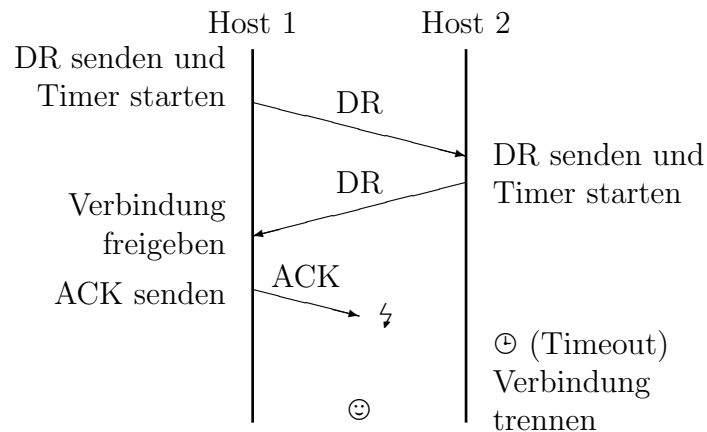 Host 1
Host 2
DR senden und
Timer starten
DR
DR senden und
Timer starten
DR
Verbindung
freigeben
ACK
ACK senden
(Timeout)
Verbindung
trennen